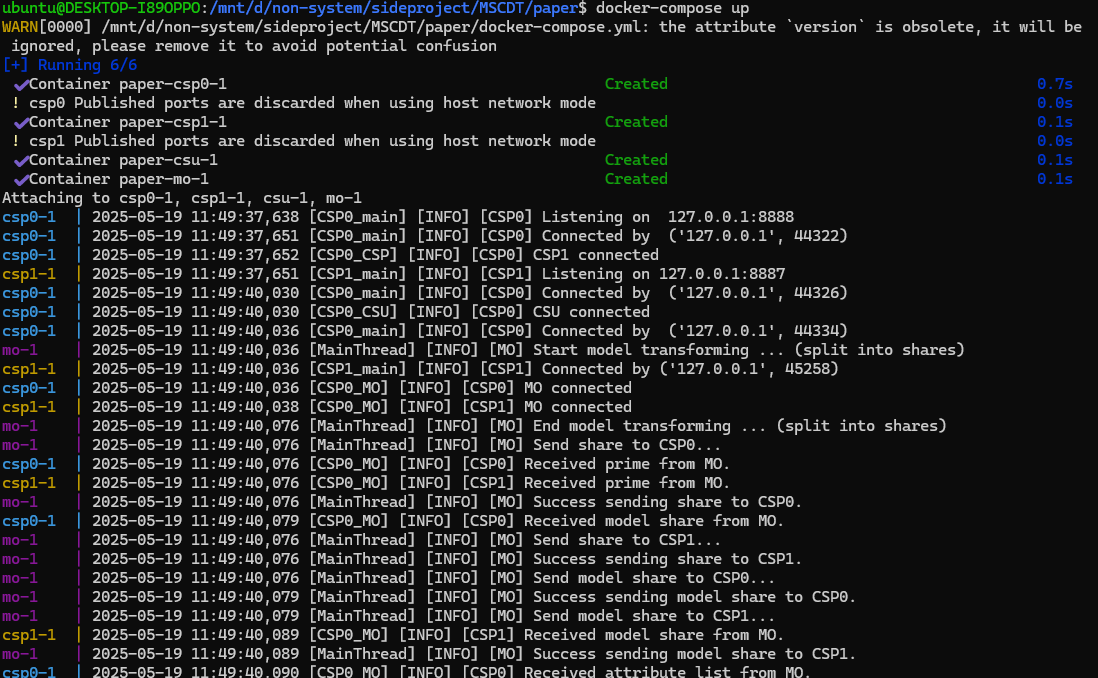 ubuntu@DESKTOP-I89OPPO:/mnt/d/non-system/sideproject/MSCDT/paper$ docker-compose up
WARN[0000] /mnt/d/non-system/sideproject/MSCDT/paper/docker-compose.yml: the attribute `version` is obsolete, it will be
ignored, please remove it to avoid potential confusion
[+] Running 6/6
✔Container paper-csp0-1 Created 0.7s
! csp0 Published ports are discarded when using host network mode 0.0s
✔Container paper-csp1-1 Created 0.1s
! csp1 Published ports are discarded when using host network mode 0.0s
✔Container paper-csu-1 Created 0.1s
✔Container paper-mo-1 Created 0.1s
Attaching to csp0-1, csp1-1, csu-1, mo-1
csp0-1 | 2025-05-19 11:49:37,638 [CSP0_main] [INFO] [CSP0] Listening on 127.0.0.1:8888
csp0-1 | 2025-05-19 11:49:37,651 [CSP0_main] [INFO] [CSP0] Connected by ('127.0.0.1', 44322)
csp0-1 | 2025-05-19 11:49:37,652 [CSP0_CSP] [INFO] [CSP0] CSP1 connected
csp1-1 | 2025-05-19 11:49:37,651 [CSP1_main] [INFO] [CSP1] Listening on 127.0.0.1:8887
csp0-1 | 2025-05-19 11:49:40,030 [CSP0_main] [INFO] [CSP0] Connected by ('127.0.0.1', 44326)
csp0-1 | 2025-05-19 11:49:40,030 [CSP0_CSU] [INFO] [CSP0] CSU connected
csp0-1 | 2025-05-19 11:49:40,036 [CSP0_main] [INFO] [CSP0] Connected by ('127.0.0.1', 44334)
mo-1 | 2025-05-19 11:49:40,036 [MainThread] [INFO] [MO] Start model transforming ... (split into shares)
csp1-1 | 2025-05-19 11:49:40,036 [CSP1_main] [INFO] [CSP1] Connected by ('127.0.0.1', 45258)
csp0-1 | 2025-05-19 11:49:40,036 [CSP0_MO] [INFO] [CSP0] MO connected
csp1-1 | 2025-05-19 11:49:40,038 [CSP0_MO] [INFO] [CSP1] MO connected
mo-1 | 2025-05-19 11:49:40,076 [MainThread] [INFO] [MO] End model transforming ... (split into shares)
mo-1 | 2025-05-19 11:49:40,076 [MainThread] [INFO] [MO] Send share to CSP0...
csp0-1 | 2025-05-19 11:49:40,076 [CSP0_MO] [INFO] [CSP0] Received prime from MO.
csp1-1 | 2025-05-19 11:49:40,076 [CSP0_MO] [INFO] [CSP1] Received prime from MO.
mo-1 | 2025-05-19 11:49:40,076 [MainThread] [INFO] [MO] Success sending share to CSP0.
csp0-1 | 2025-05-19 11:49:40,079 [CSP0_MO] [INFO] [CSP0] Received model share from MO.
mo-1 | 2025-05-19 11:49:40,076 [MainThread] [INFO] [MO] Send share to CSP1...
mo-1 | 2025-05-19 11:49:40,076 [MainThread] [INFO] [MO] Success sending share to CSP1.
mo-1 | 2025-05-19 11:49:40,076 [MainThread] [INFO] [MO] Send model share to CSP0...
mo-1 | 2025-05-19 11:49:40,079 [MainThread] [INFO] [MO] Success sending model share to CSP0.
mo-1 | 2025-05-19 11:49:40,079 [MainThread] [INFO] [MO] Send model share to CSP1...
csp1-1 | 2025-05-19 11:49:40,089 [CSP0_MO] [INFO] [CSP1] Received model share from MO.
mo-1 | 2025-05-19 11:49:40,089 [MainThread] [INFO] [MO] Success sending model share to CSP1.
csp0-1 | 2025-05-19 11:49:40,090 [CSP0_MO] [INFO] [CSP0] Received attribute list from MO.